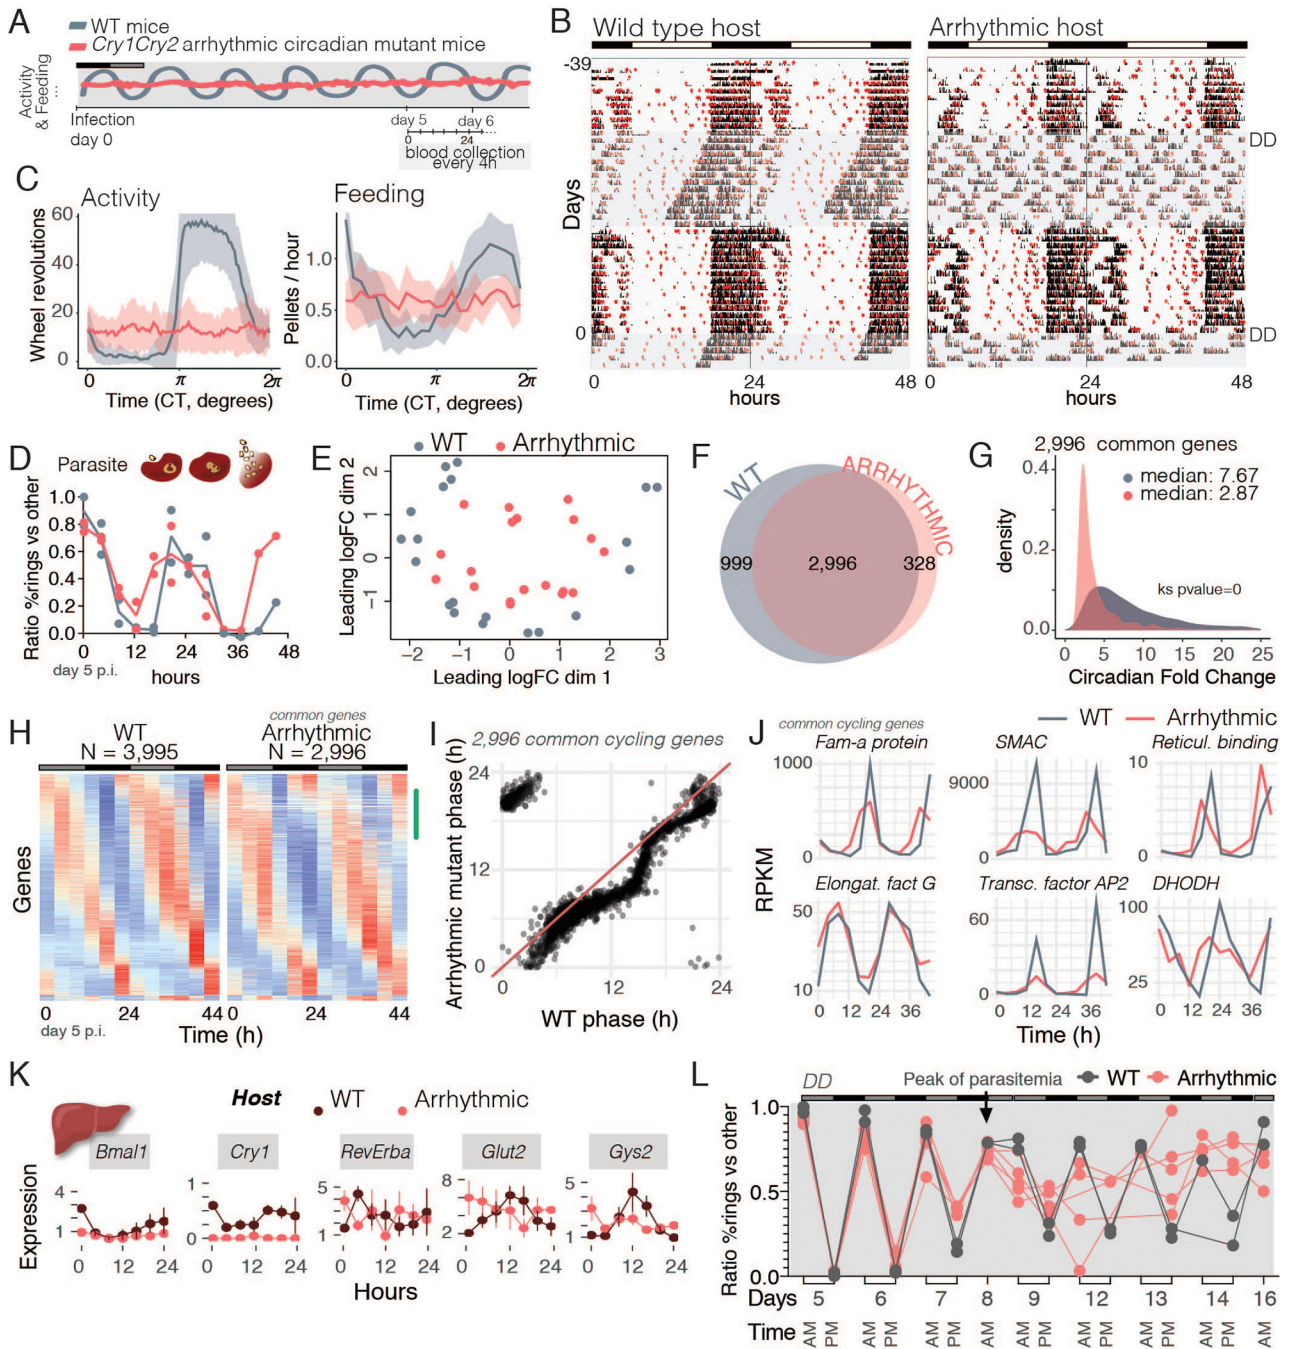 A
WT mice
Cry1Cry2 arrhythmic circadian mutant mice
Activity
& Feeding
...
Infection
day 0
day 5
day 6
0
24
...
blood collection
every 4h
B
Wild type host
Arrhythmic host
-39
Days
0
DD
DD
0
24
48
hours
0
24
48
hours
C
Activity
Wheel revolutions
60
40
20
0
0
π
2π
Time (CT, degrees)
Feeding
Pellets / hour
1.0
0.5
0.0
0
π
2π
Time (CT, degrees)
D
Parasite
Ratio %rings vs other
1.0
0.8
0.6
0.4
0.2
0.0
0
12
24
36
48
day 5 p.i.
hours
E
WT
Arrhythmic
Leading logFC dim 2
2
1
0
−1
−2
−1
0
1
2
3
Leading logFC dim 1
F
WT
ARRHYTHMIC
999
2,996
328
G
2,996 common genes
median: 7.67
median: 2.87
density
0.4
0.2
0.0
ks pvalue=0
0
5
10
15
20
25
Circadian Fold Change
H
WT
N = 3,995
common genes
Arrhythmic
N = 2,996
Genes
0
24
44
0
24
44
day 5 p.i.
Time (h)
I
2,996 common cycling genes
Arrhythmic mutant phase (h)
24
12
0
0
12
24
WT phase (h)
J
common cycling genes
WT
Arrhythmic
Fam-a protein
SMAC
Reticul. binding
1000
0
9000
0
10
0
RPKM
Elongat. fact G
Transc. factor AP2
DHODH
50
10
60
0
100
25
0
12
24
36
0
12
24
36
0
12
24
36
Time (h)
K
Host
WT
Arrhythmic
Bmal1
Cry1
RevErba
Glut2
Gys2
Expression
4
1
1
0
5
1
8
2
5
1
0
12
24
0
12
24
0
12
24
0
12
24
0
12
24
Hours
L
DD
Peak of parasitemia
WT
Arrhythmic
Ratio %rings vs other
1.0
0.5
0.0
Days
5
6
7
8
9
12
13
14
16
Time
AM
PM
AM
PM
AM
PM
AM
AM
PM
AM
PM
AM
PM
AM
PM
AM